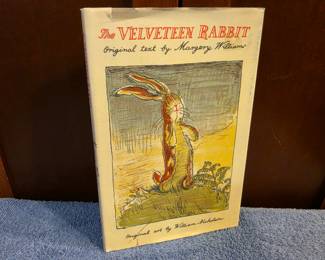 The VELVETEEN RABBIT
Original text by Margery Williams
Original art by William Nicholson